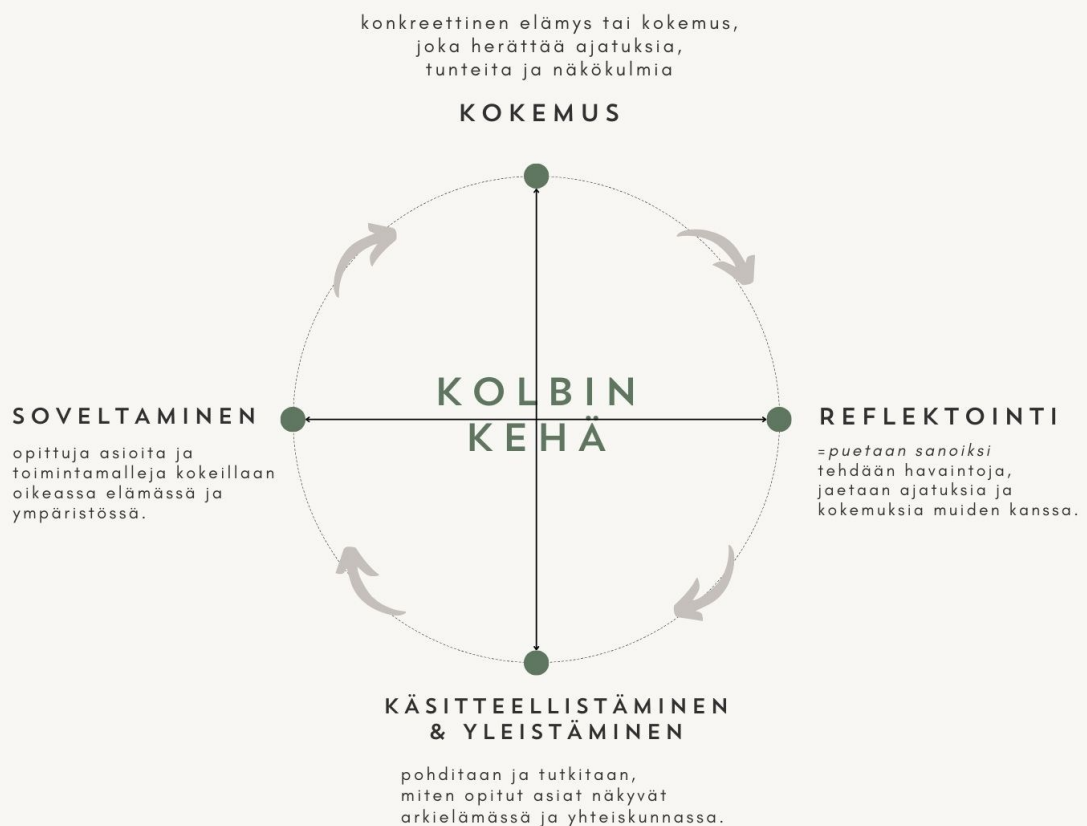 konkreettinen elämys tai kokemus,
joka herättää ajatuksia,
tunteita ja näkökulmia
KOKEMUS
KOLBIN
KEHÄ
SOVELTAMINEN
opittuja asioita ja
toimintamalleja kokeillaan
oikeassa elämässä ja
ympäristössä.
REFLEKTOINTI
=puetaan sanoiksi
tehdään havaintoja,
jaetaan ajatuksia ja
kokemuksia muiden kanssa.
KÄSITTEELLISTÄMINEN
& YLEISTÄMINEN
pohditaan ja tutkitaan,
miten opitut asiat näkyvät
arkielämässä ja yhteiskunnassa.